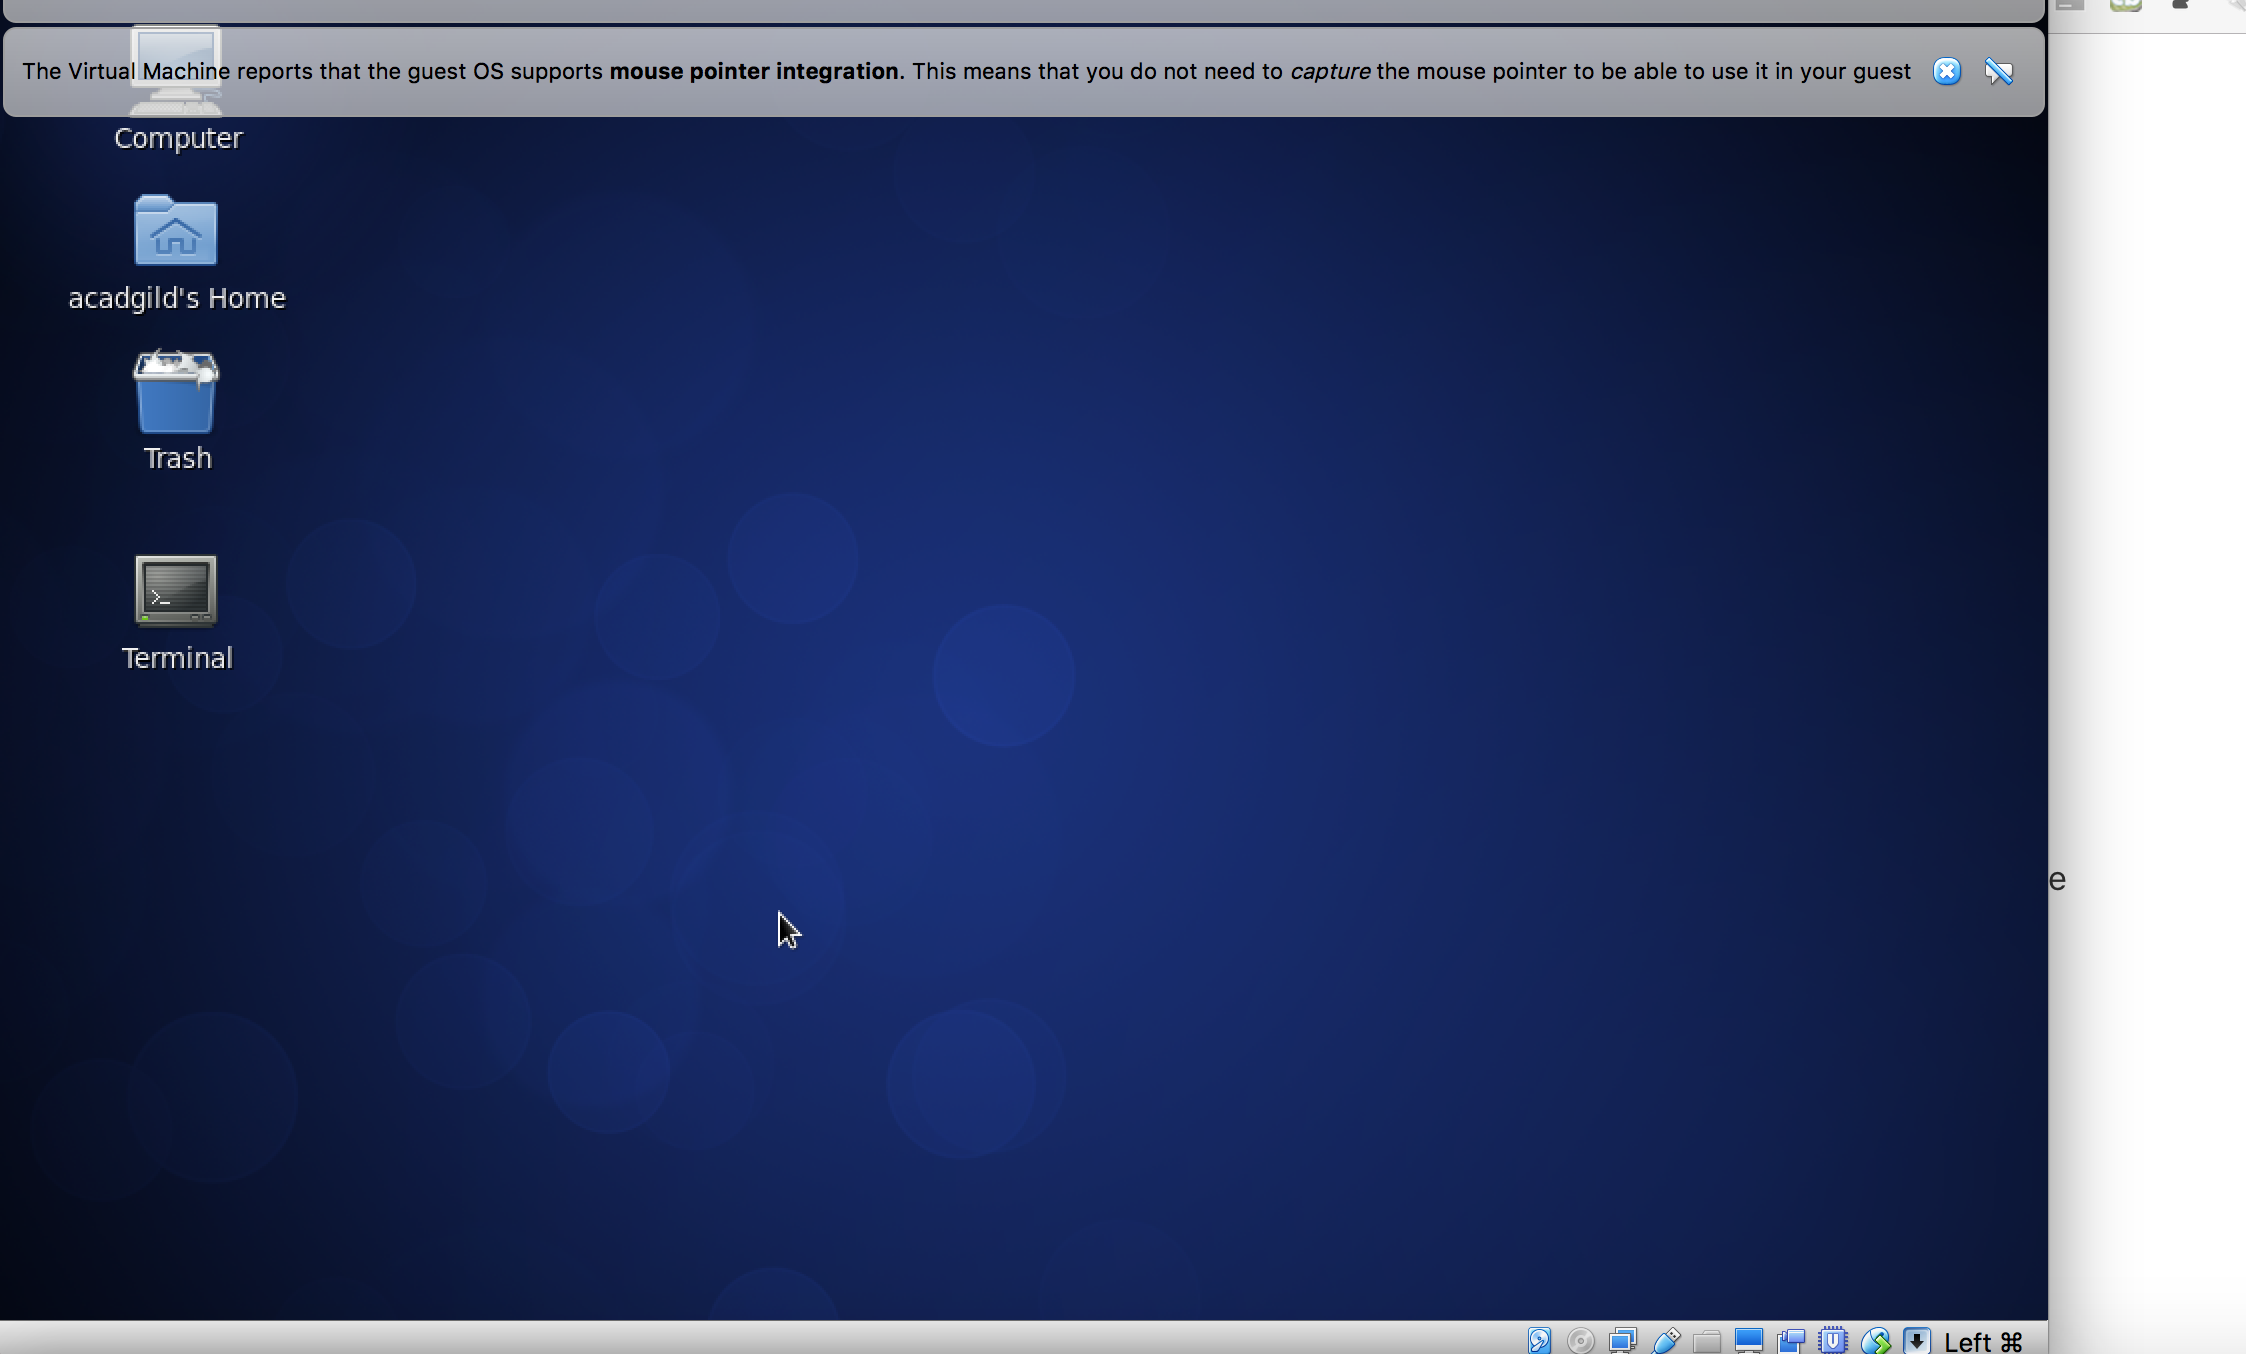 The Virtual Machine reports that the guest OS supports mouse pointer integration. This means that you do not need to capture the mouse pointer to be able to use it in your guest
Computer
acadgild's Home
Trash
Terminal
e
Left ⌘